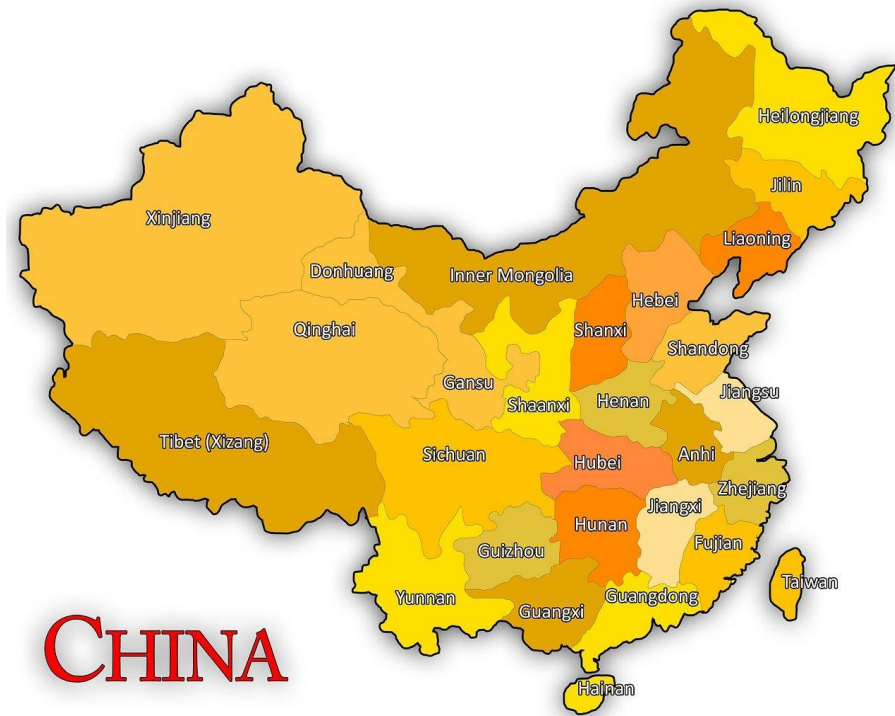 Heilongjiang
Jilin
Xinjiang
Liaoning
Donhuang
Inner Mongolia
Hebei
Qinghai
Shanxi
Shandong
Gansu
Jiangsu
Shaanxi
Henan
Tibet (Xizang)
Sichuan
Anhi
Hubei
Zhejiang
Jiangxi
Hunan
Fujian
Guizhou
Taiwan
Yunnan
Guangdong
Guangxi
CHINA
Hainan